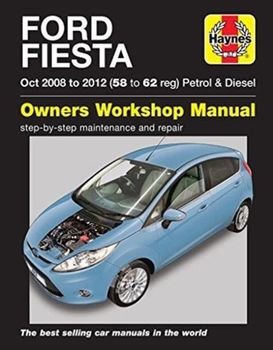 FORD
FIESTA
Haynes
Oct 2008 to 2012 (58 to 62 reg) Petrol & Diesel
Owners Workshop Manual
step-by-step maintenance and repair
The best selling car manuals in the world